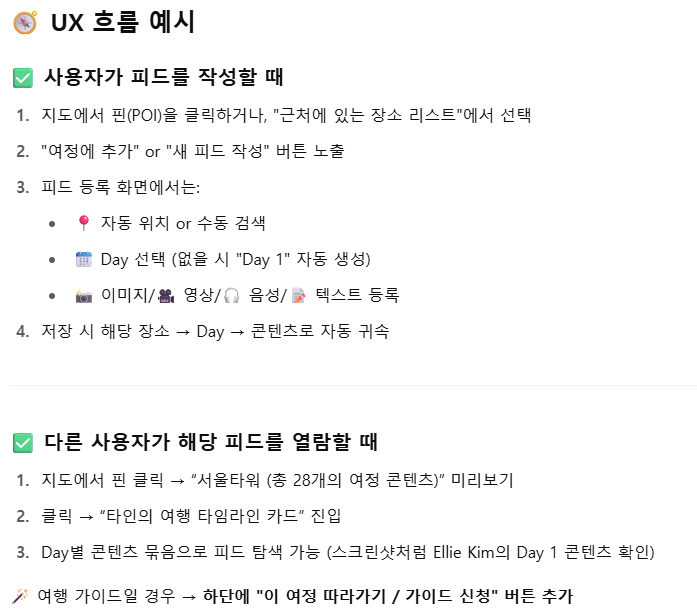 🧭 UX 흐름 예시
✅ 사용자가 피드를 작성할 때
1. 지도에서 핀(POI)을 클릭하거나, "근처에 있는 장소 리스트"에서 선택
2. "여정에 추가" or "새 피드 작성" 버튼 노출
3. 피드 등록 화면에서는:
• 📍 자동 위치 or 수동 검색
• 🗓️ Day 선택 (없을 시 "Day 1" 자동 생성)
• 📸 이미지/🎥 영상/🎧 음성/📝 텍스트 등록
4. 저장 시 해당 장소 → Day → 콘텐츠로 자동 귀속
✅ 다른 사용자가 해당 피드를 열람할 때
1. 지도에서 핀 클릭 → “서울타워 (총 28개의 여정 콘텐츠)” 미리보기
2. 클릭 → “타인의 여행 타임라인 카드” 진입
3. Day별 콘텐츠 묶음으로 피드 탐색 가능 (스크린샷처럼 Ellie Kim의 Day 1 콘텐츠 확인)
🪄 여행 가이드일 경우 → 하단에 "이 여정 따라가기 / 가이드 신청" 버튼 추가